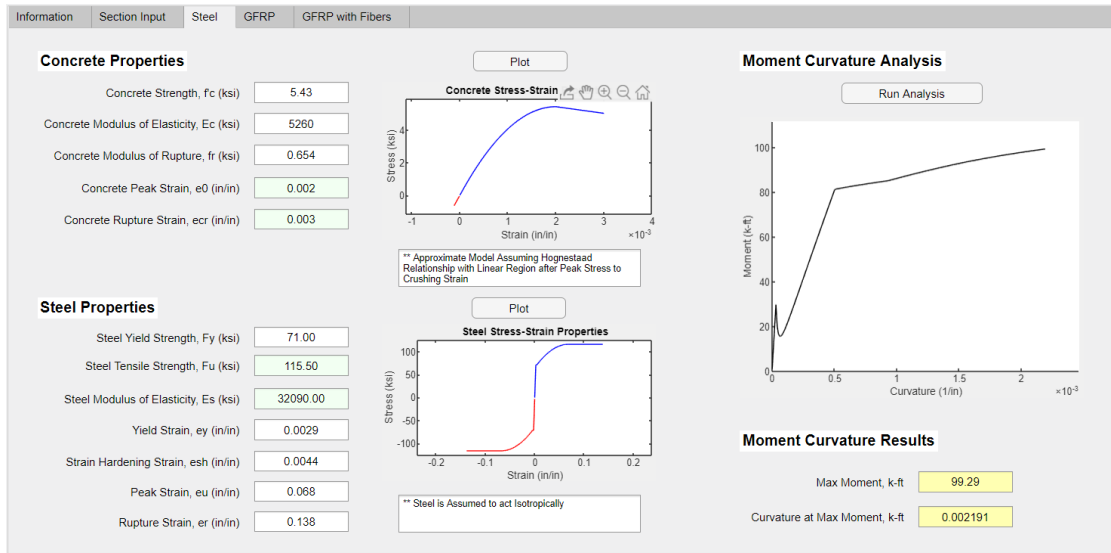 Information Section Input Steel GFRP GFRP with Fibers
Concrete Properties
Concrete Strength, f'c (ksi) 5.43
Concrete Modulus of Elasticity, Ec (ksi) 5260
Concrete Modulus of Rupture, fr (ksi) 0.654
Concrete Peak Strain, e0 (in/in) 0.002
Concrete Rupture Strain, ecr (in/in) 0.003
Steel Properties
Steel Yield Strength, Fy (ksi) 71.00
Steel Tensile Strength, Fu (ksi) 115.50
Steel Modulus of Elasticity, Es (ksi) 32090.00
Yield Strain, ey (in/in) 0.0029
Strain Hardening Strain, esh (in/in) 0.0044
Peak Strain, eu (in/in) 0.068
Rupture Strain, er (in/in) 0.138
Plot
Concrete Stress-Strain
Stress (ksi)
4
2
0
-1 0 1 2 3 4
Strain (in/in) ×10-3
** Approximate Model Assuming Hognestaad
Relationship with Linear Region after Peak Stress to
Crushing Strain
Plot
Steel Stress-Strain Properties
Stress (ksi)
100
50
0
-50
-100
-0.2 -0.1 0 0.1 0.2
Strain (in/in)
** Steel is Assumed to act Isotropically
Moment Curvature Analysis
Run Analysis
Moment (k-ft)
100
80
60
40
20
0
0 0.5 1 1.5 2
Curvature (1/in) ×10-3
Moment Curvature Results
Max Moment, k-ft 99.29
Curvature at Max Moment, k-ft 0.002191